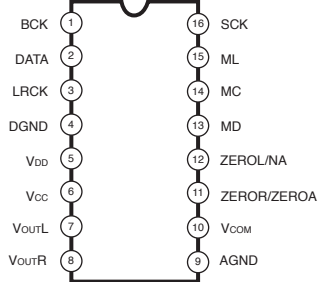 BCK 1 16 SCK
DATA 2 15 ML
LRCK 3 14 MC
DGND 4 13 MD
VDD 5 12 ZEROL/NA
VCC 6 11 ZEROR/ZEROA
VOUTL 7 10 VCOM
VOUTR 8 9 AGND